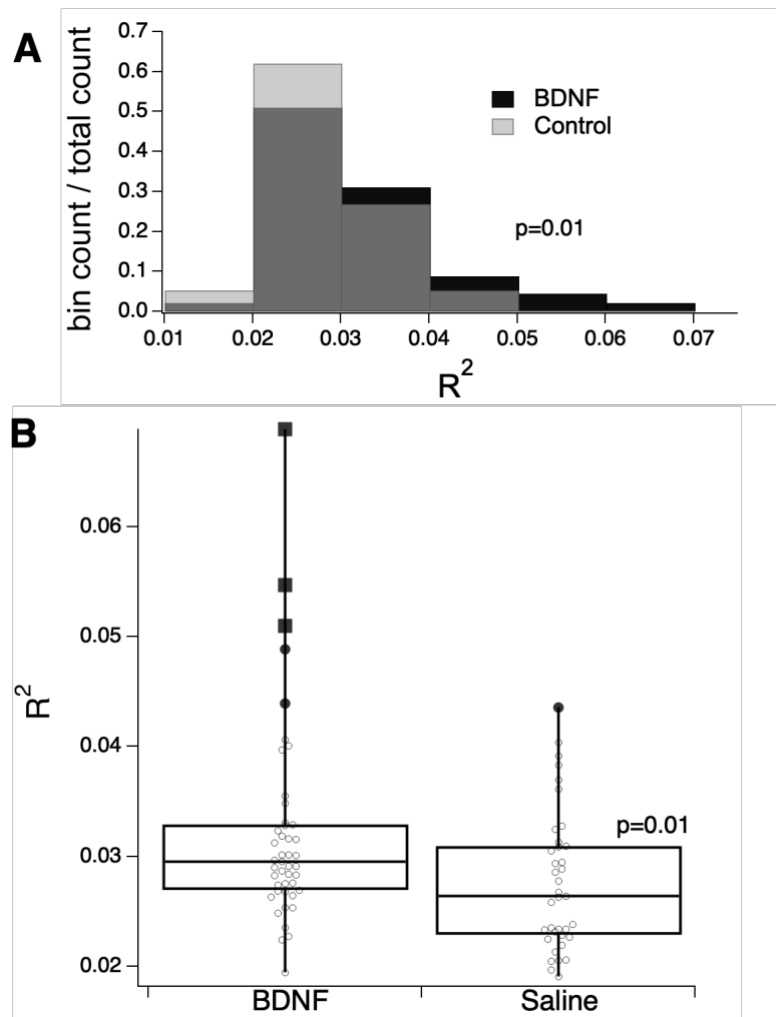 A
0.7
0.6
0.5
0.4
0.3
0.2
0.1
0.0
bin count / total count
BDNF
Control
p=0.01
0.01 0.02 0.03 0.04 0.05 0.06 0.07
R²
B
0.06
0.05
0.04
0.03
0.02
R²
p=0.01
BDNF Saline